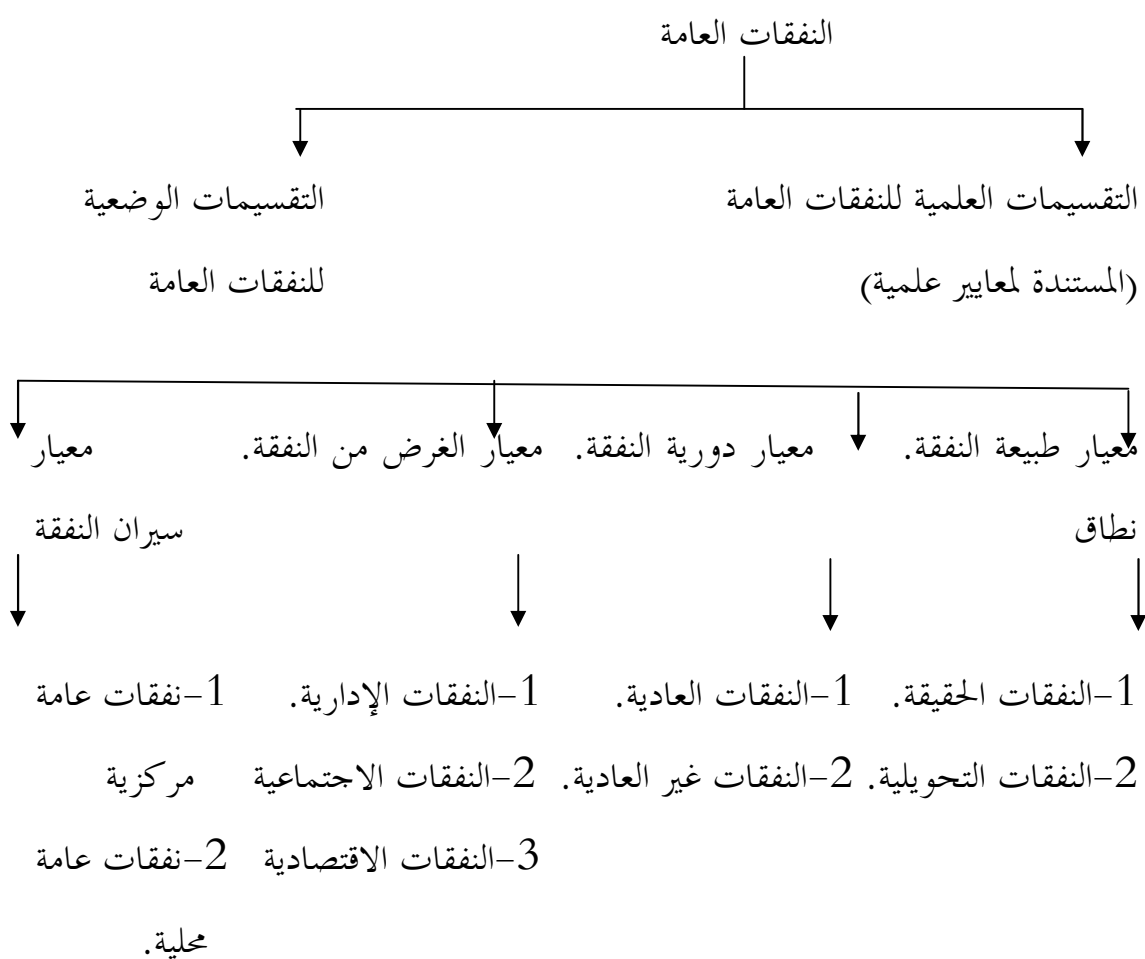 النفقات العامة
التقسيمات العلمية للنفقات العامة التقسيمات الوضعية
(المستندة لمعايير علمية) للنفقات العامة
معيار طبيعة النفقة. معيار دورية النفقة. معيار الغرض من النفقة. معيار
نطاق سيران النفقة
1-النفقات الحقيقة. 1-النفقات العادية. 1-النفقات الإدارية. 1-نفقات عامة
2-النفقات التحويلية. 2-النفقات غير العادية. 2-النفقات الاجتماعية مركزية
3-النفقات الاقتصادية 2-نفقات عامة
محلية.